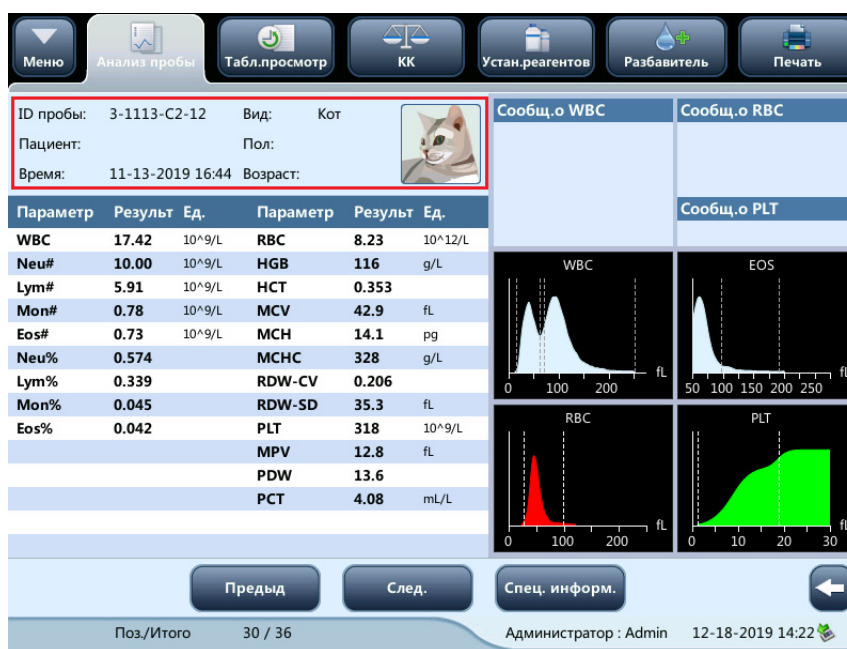 Меню Анализ пробы Табл.просмотр КК Устан.реагентов Разбавитель Печать
ID пробы: 3-1113-C2-12 Вид: Кот
Пациент: Пол:
Время: 11-13-2019 16:44 Возраст:
Параметр Результ Ед. Параметр Результ Ед.
WBC 17.42 10^9/L RBC 8.23 10^12/L
Neu# 10.00 10^9/L HGB 116 g/L
Lym# 5.91 10^9/L HCT 0.353
Mon# 0.78 10^9/L MCV 42.9 fL
Eos# 0.73 10^9/L MCH 14.1 pg
Neu% 0.574 MCHC 328 g/L
Lym% 0.339 RDW-CV 0.206
Mon% 0.045 RDW-SD 35.3 fL
Eos% 0.042 PLT 318 10^9/L
MPV 12.8 fL
PDW 13.6
PCT 4.08 mL/L
Сообщ.о WBC Сообщ.о RBC
Сообщ.о PLT
WBC EOS
fL fL
0 100 200 50 100 150 200 250
RBC PLT
fL fL
0 100 200 0 10 20 30
Предыд След. Спец. информ.
Поз./Итого 30 / 36 Администратор : Admin 12-18-2019 14:22